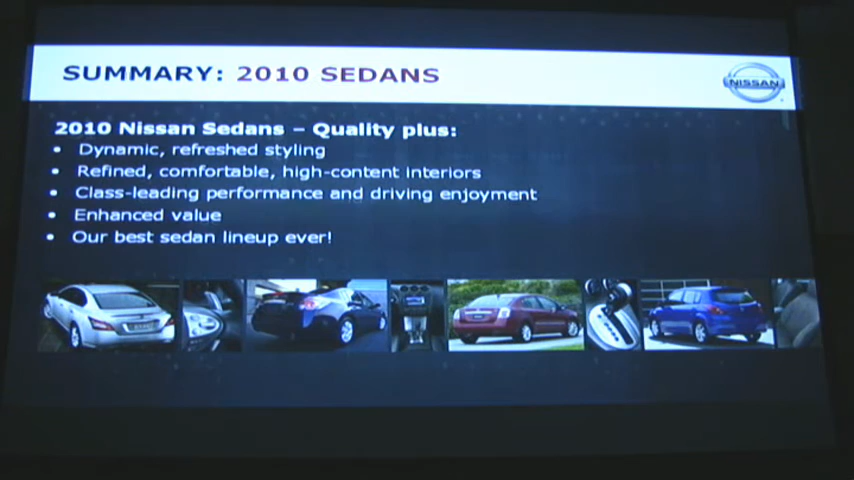 SUMMARY: 2010 SEDANS
NISSAN
2010 Nissan Sedans – Quality plus:
• Dynamic, refreshed styling
• Refined, comfortable, high-content interiors
• Class-leading performance and driving enjoyment
• Enhanced value
• Our best sedan lineup ever!